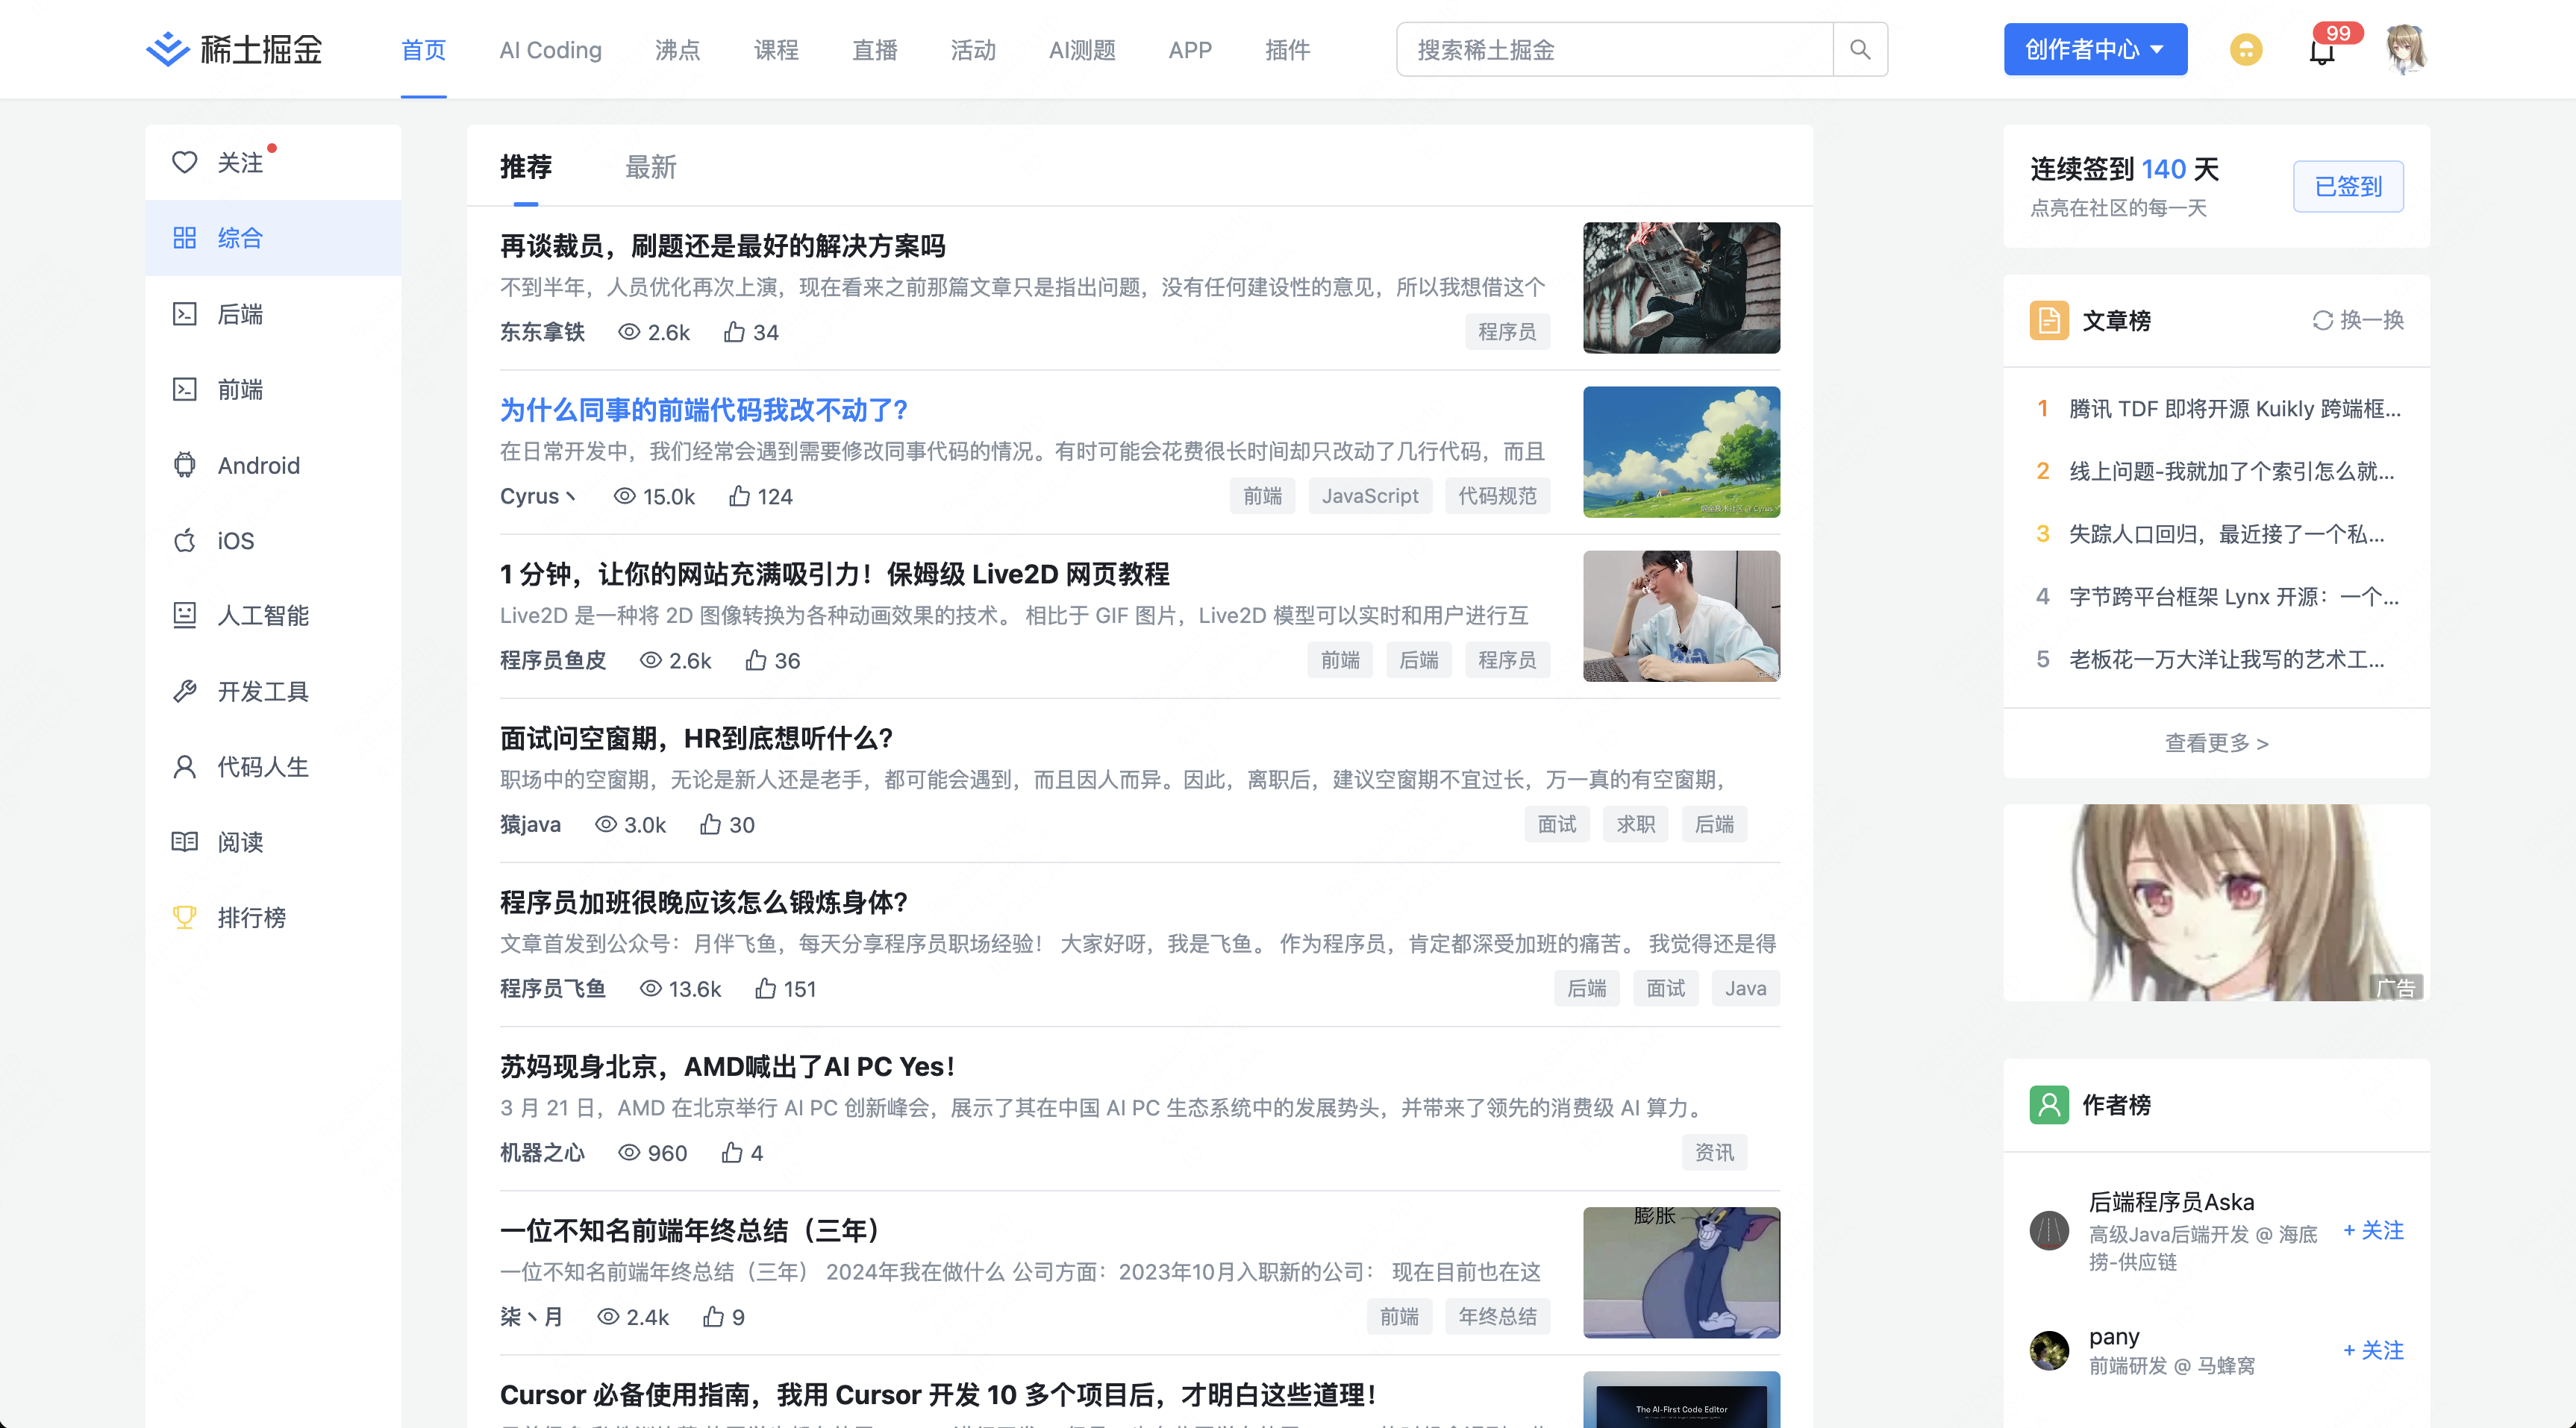 稀土掘金
首页
AI Coding
沸点
课程
直播
活动
AI测题
APP
插件
搜索稀土掘金
创作者中心
99
关注
综合
后端
前端
Android
iOS
人工智能
开发工具
代码人生
阅读
排行榜
推荐
最新
再谈裁员，刷题还是最好的解决方案吗
不到半年，人员优化再次上演，现在看来之前那篇文章只是指出问题，没有任何建设性的意见，所以我想借这个
东东拿铁 2.6k 34 程序员
为什么同事的前端代码我改不动了？
在日常开发中，我们经常会遇到需要修改同事代码的情况。有时可能会花费很长时间却只改动了几行代码，而且
Cyrus丶 15.0k 124 前端 JavaScript 代码规范
1 分钟，让你的网站充满吸引力！保姆级 Live2D 网页教程
Live2D 是一种将 2D 图像转换为各种动画效果的技术。 相比于 GIF 图片，Live2D 模型可以实时和用户进行互
程序员鱼皮 2.6k 36 前端 后端 程序员
面试问空窗期，HR到底想听什么？
职场中的空窗期，无论是新人还是老手，都可能会遇到，而且因人而异。因此，离职后，建议空窗期不宜过长，万一真的有空窗期，
猿java 3.0k 30 面试 求职 后端
程序员加班很晚应该怎么锻炼身体？
文章首发到公众号：月伴飞鱼，每天分享程序员职场经验！ 大家好呀，我是飞鱼。 作为程序员，肯定都深受加班的痛苦。 我觉得还是得
程序员飞鱼 13.6k 151 后端 面试 Java
苏妈现身北京，AMD喊出了AI PC Yes！
3 月 21 日，AMD 在北京举行 AI PC 创新峰会，展示了其在中国 AI PC 生态系统中的发展势头，并带来了领先的消费级 AI 算力。
机器之心 960 4 资讯
一位不知名前端年终总结（三年）
一位不知名前端年终总结（三年） 2024年我在做什么 公司方面：2023年10月入职新的公司： 现在目前也在这
柒丶月 2.4k 9 前端 年终总结
膨胀
Cursor 必备使用指南，我用 Cursor 开发 10 多个项目后，才明白这些道理！
The AI-First Code Editor
连续签到 140 天
点亮在社区的每一天
已签到
文章榜
换一换
1 腾讯 TDF 即将开源 Kuikly 跨端框...
2 线上问题-我就加了个索引怎么就...
3 失踪人口回归，最近接了一个私...
4 字节跨平台框架 Lynx 开源：一个...
5 老板花一万大洋让我写的艺术工...
查看更多 >
广告
作者榜
后端程序员Aska
高级Java后端开发 @ 海底
捞-供应链
+ 关注
pany
前端研发 @ 马蜂窝
+ 关注